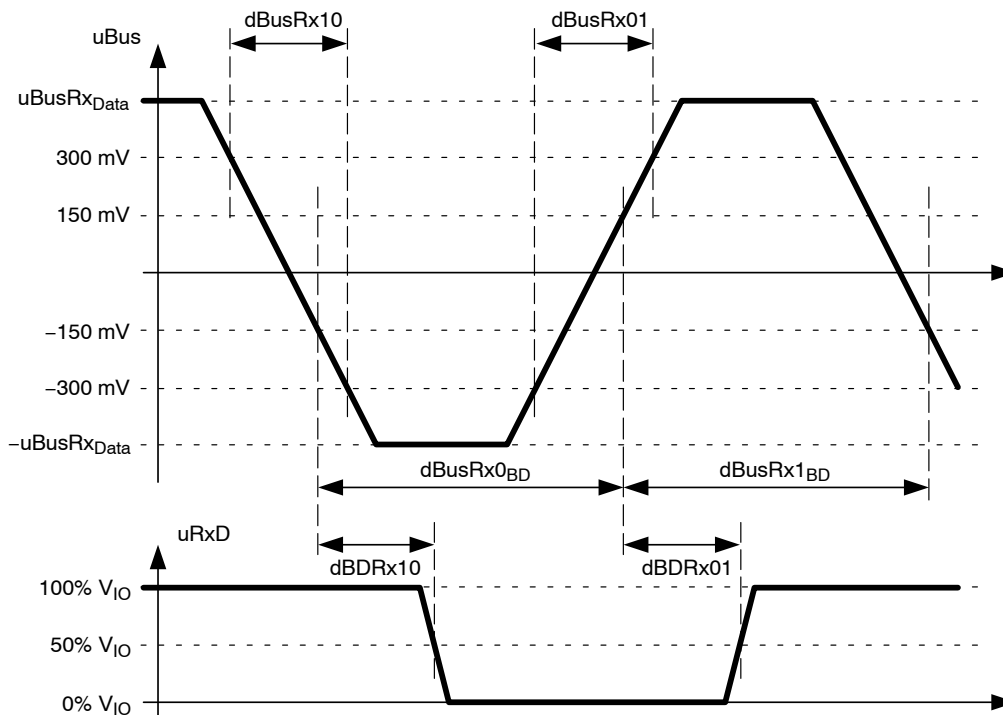 dBusRx10 dBusRx01
uBus
uBusRxData
300 mV
150 mV
−150 mV
−300 mV
−uBusRxData
dBusRx0BD dBusRx1BD
uRxD
dBDRx10 dBDRx01
100% VIO
50% VIO
0% VIO